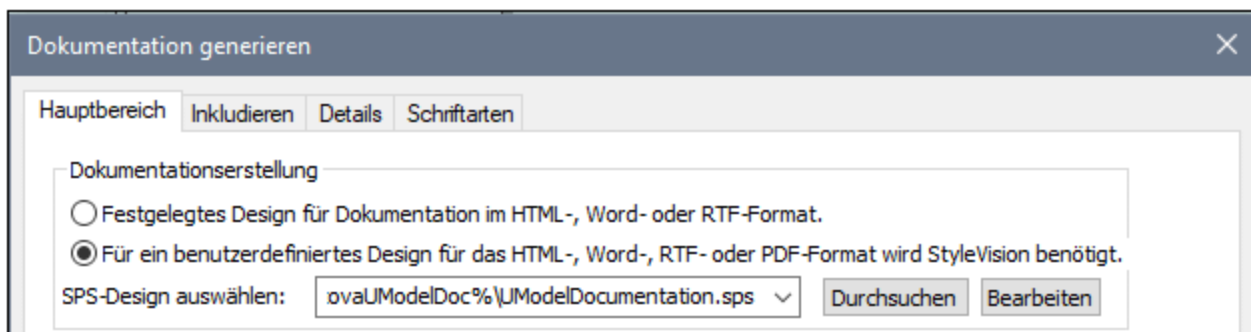 Dokumentation generieren
Hauptbereich Inkludieren Details Schriftarten
Dokumentationserstellung
Festgelegtes Design für Dokumentation im HTML-, Word- oder RTF-Format.
Für ein benutzerdefiniertes Design für das HTML-, Word-, RTF- oder PDF-Format wird StyleVision benötigt.
SPS-Design auswählen: ovaUModelDoc%\UModelDocumentation.sps Durchsuchen Bearbeiten